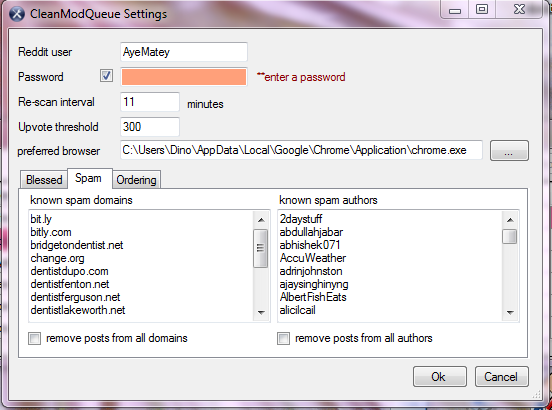 CleanModQueue Settings
Reddit user AyeMatey
Password **enter a password
Re-scan interval 11 minutes
Upvote threshold 300
preferred browser C:\Users\Dino\AppData\Local\Google\Chrome\Application\chrome.exe ...
Blessed Spam Ordering
known spam domains
bit.ly
bitly.com
bridgetondentist.net
change.org
dentistdupo.com
dentistfenton.net
dentistferguson.net
dentistlakeworth.net
remove posts from all domains
known spam authors
2daystuff
abdullahjabar
abhishek071
AccuWeather
adrinjohnston
ajaysinghinyng
AlbertFishEats
alicilcail
remove posts from all authors
Ok Cancel